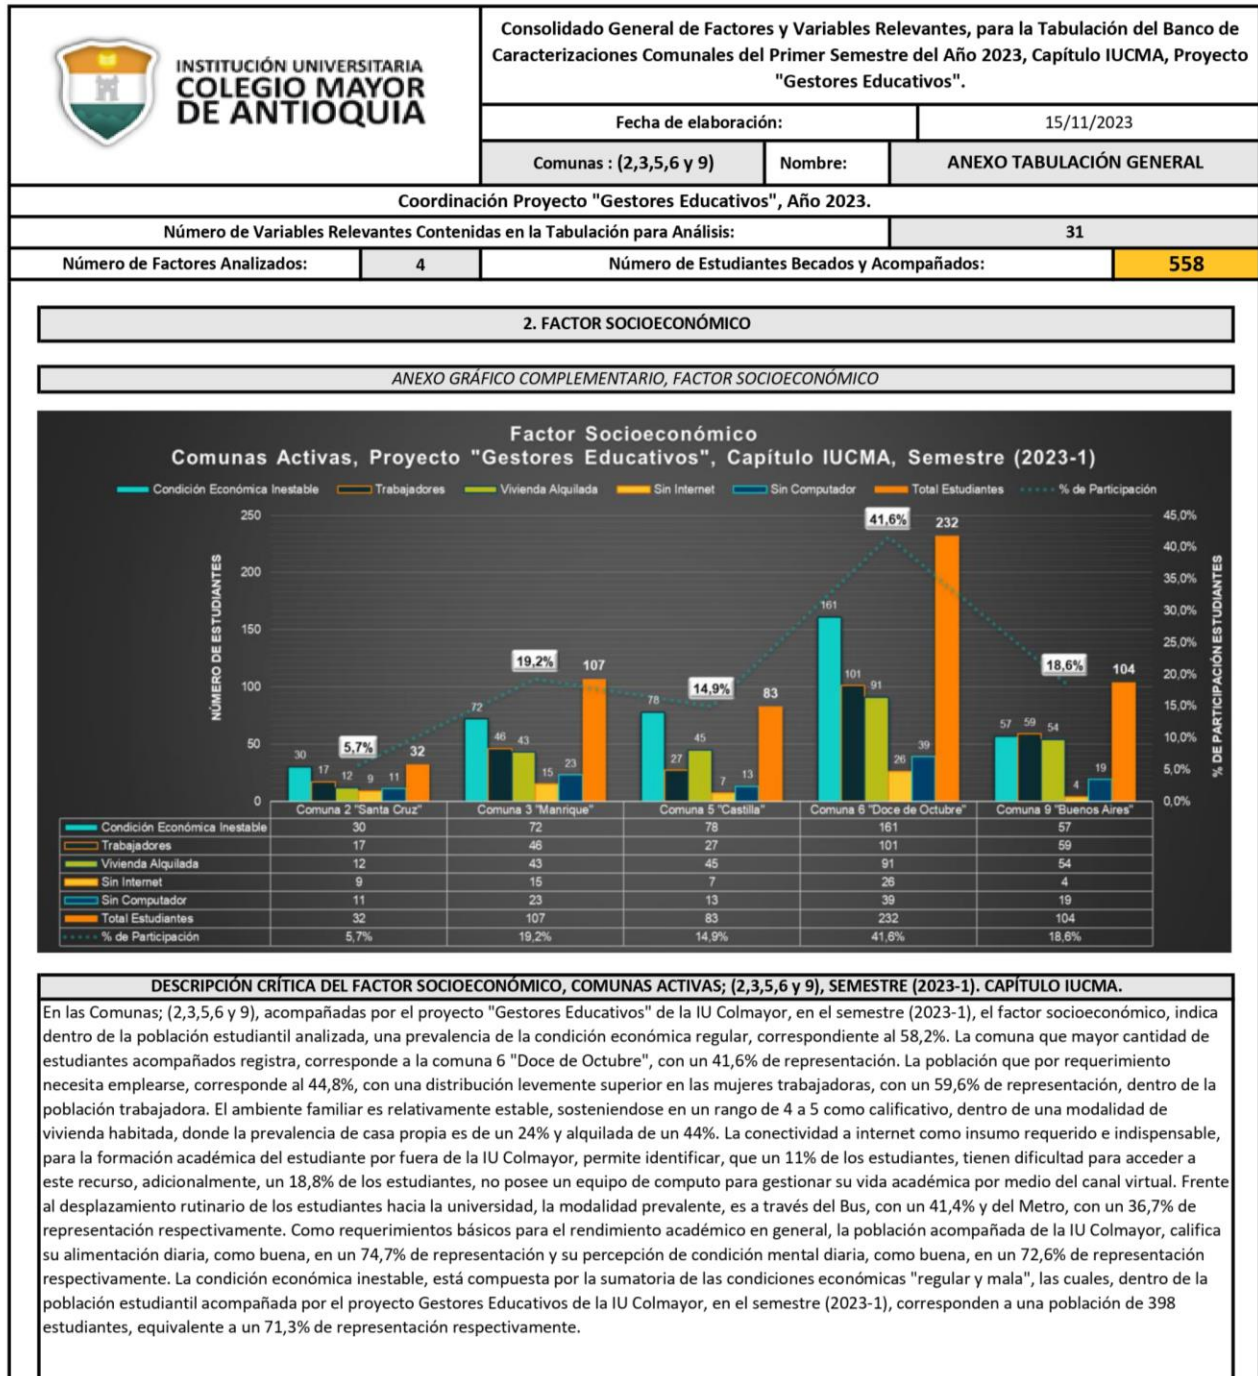 INSTITUCIÓN UNIVERSITARIA
COLEGIO MAYOR
DE ANTIOQUIA
Consolidado General de Factores y Variables Relevantes, para la Tabulación del Banco de
Caracterizaciones Comunales del Primer Semestre del Año 2023, Capítulo IUCMA, Proyecto
"Gestores Educativos".
Fecha de elaboración: 15/11/2023
Comunas : (2,3,5,6 y 9) Nombre: ANEXO TABULACIÓN GENERAL
Coordinación Proyecto "Gestores Educativos", Año 2023.
Número de Variables Relevantes Contenidas en la Tabulación para Análisis: 31
Número de Factores Analizados: 4 Número de Estudiantes Becados y Acompañados: 558
2. FACTOR SOCIOECONÓMICO
ANEXO GRÁFICO COMPLEMENTARIO, FACTOR SOCIOECONÓMICO
Factor Socioeconómico
Comunas Activas, Proyecto "Gestores Educativos", Capítulo IUCMA, Semestre (2023-1)
Condición Económica Inestable Trabajadores Vivienda Alquilada Sin Internet Sin Computador Total Estudiantes % de Participación
NÚMERO DE ESTUDIANTES
250
200
150
100
50
0
30 17 12 9 11 5,7% 32
72 46 43 15 23 19,2% 107
78 27 45 7 13 14,9% 83
161 101 91 26 39 41,6% 232
57 59 54 4 19 18,6% 104
45,0%
40,0%
35,0%
30,0%
25,0%
20,0%
15,0%
10,0%
5,0%
0,0%
% DE PARTICIPACIÓN ESTUDIANTES
Comuna 2 "Santa Cruz" Comuna 3 "Manrique" Comuna 5 "Castilla" Comuna 6 "Doce de Octubre" Comuna 9 "Buenos Aires"
Condición Económica Inestable 30 72 78 161 57
Trabajadores 17 46 27 101 59
Vivienda Alquilada 12 43 45 91 54
Sin Internet 9 15 7 26 4
Sin Computador 11 23 13 39 19
Total Estudiantes 32 107 83 232 104
% de Participación 5,7% 19,2% 14,9% 41,6% 18,6%
DESCRIPCIÓN CRÍTICA DEL FACTOR SOCIOECONÓMICO, COMUNAS ACTIVAS; (2,3,5,6 y 9), SEMESTRE (2023-1). CAPÍTULO IUCMA.
En las Comunas; (2,3,5,6 y 9), acompañadas por el proyecto "Gestores Educativos" de la IU Colmayor, en el semestre (2023-1), el factor socioeconómico, indica
dentro de la población estudiantil analizada, una prevalencia de la condición económica regular, correspondiente al 58,2%. La comuna que mayor cantidad de
estudiantes acompañados registra, corresponde a la comuna 6 "Doce de Octubre", con un 41,6% de representación. La población que por requerimiento
necesita emplearse, corresponde al 44,8%, con una distribución levemente superior en las mujeres trabajadoras, con un 59,6% de representación, dentro de la
población trabajadora. El ambiente familiar es relativamente estable, sosteniendose en un rango de 4 a 5 como calificativo, dentro de una modalidad de
vivienda habitada, donde la prevalencia de casa propia es de un 24% y alquilada de un 44%. La conectividad a internet como insumo requerido e indispensable,
para la formación académica del estudiante por fuera de la IU Colmayor, permite identificar, que un 11% de los estudiantes, tienen dificultad para acceder a
este recurso, adicionalmente, un 18,8% de los estudiantes, no posee un equipo de computo para gestionar su vida académica por medio del canal virtual. Frente
al desplazamiento rutinario de los estudiantes hacia la universidad, la modalidad prevalente, es a través del Bus, con un 41,4% y del Metro, con un 36,7% de
representación respectivamente. Como requerimientos básicos para el rendimiento académico en general, la población acompañada de la IU Colmayor, califica
su alimentación diaria, como buena, en un 74,7% de representación y su percepción de condición mental diaria, como buena, en un 72,6% de representación
respectivamente. La condición económica inestable, está compuesta por la sumatoria de las condiciones económicas "regular y mala", las cuales, dentro de la
población estudiantil acompañada por el proyecto Gestores Educativos de la IU Colmayor, en el semestre (2023-1), corresponden a una población de 398
estudiantes, equivalente a un 71,3% de representación respectivamente.